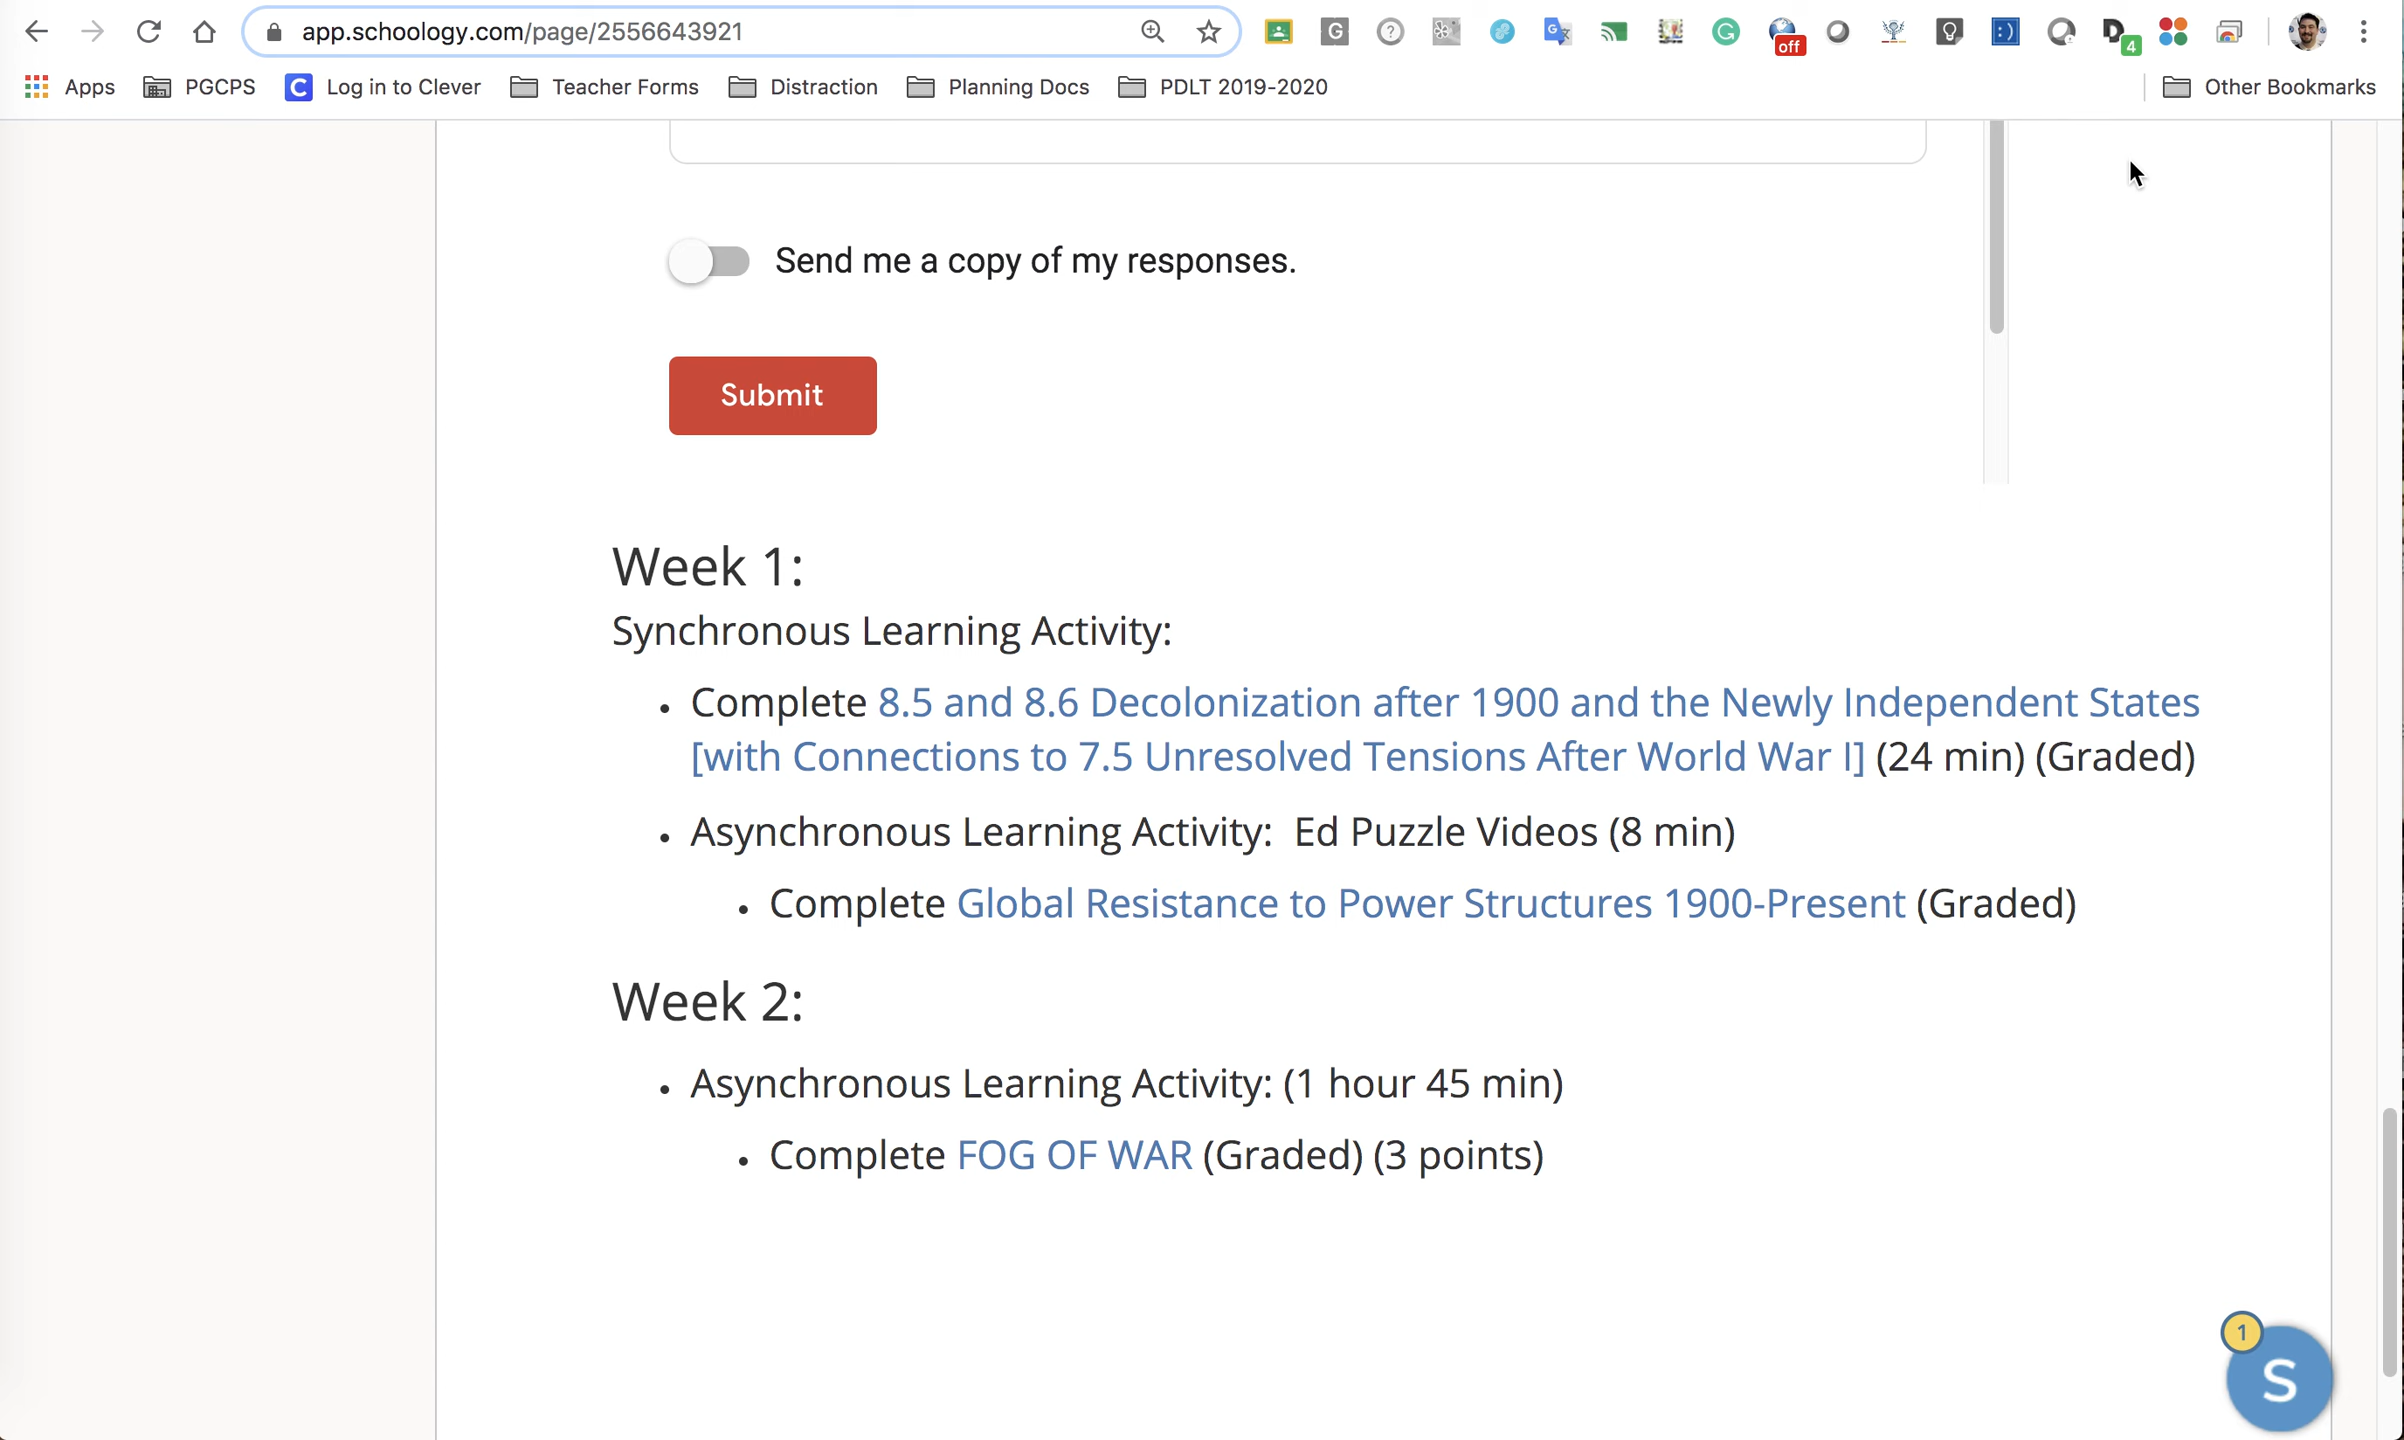 app.schoology.com/page/2556643921
off
4
Apps PGCPS Log in to Clever Teacher Forms Distraction Planning Docs PDLT 2019-2020 Other Bookmarks
Send me a copy of my responses.
Submit
Week 1:
Synchronous Learning Activity:
• Complete 8.5 and 8.6 Decolonization after 1900 and the Newly Independent States
[with Connections to 7.5 Unresolved Tensions After World War I] (24 min) (Graded)
• Asynchronous Learning Activity:  Ed Puzzle Videos (8 min)
• Complete Global Resistance to Power Structures 1900-Present (Graded)
Week 2:
• Asynchronous Learning Activity: (1 hour 45 min)
• Complete FOG OF WAR (Graded) (3 points)
1
S